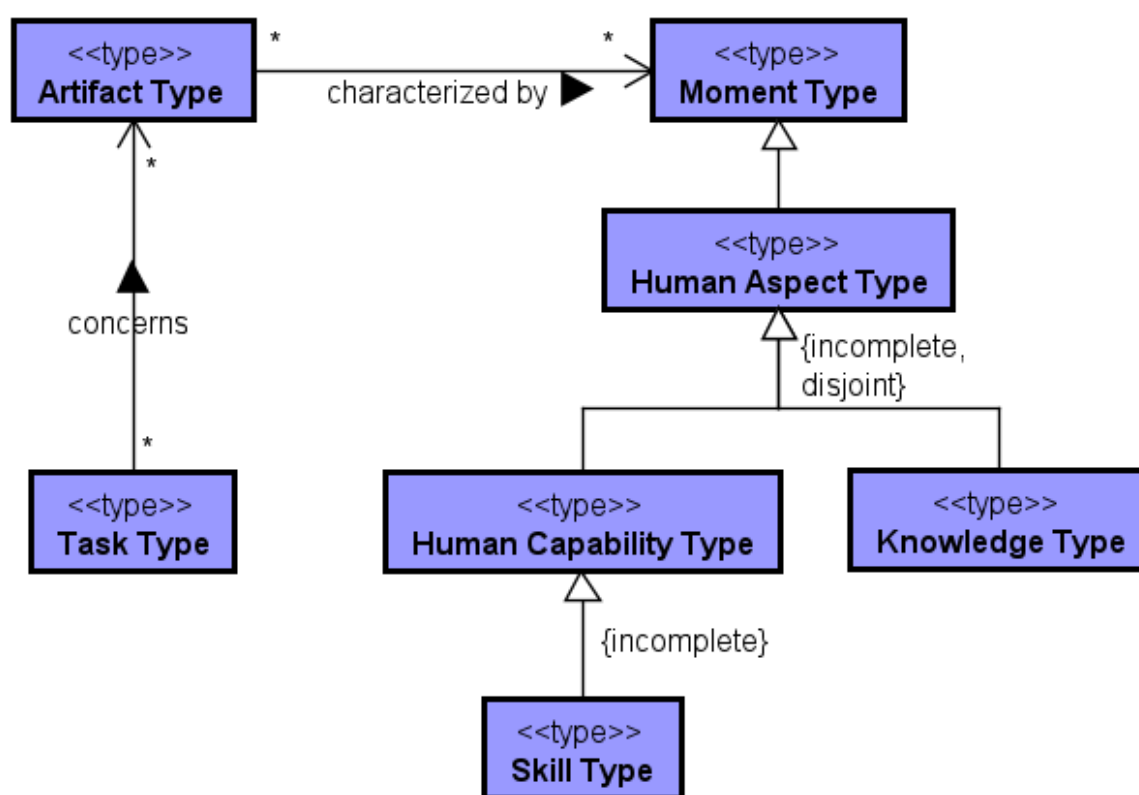 <<type>>
Artifact Type
*
*
characterized by
<<type>>
Moment Type
*
concerns
*
<<type>>
Human Aspect Type
{incomplete,
disjoint}
<<type>>
Task Type
<<type>>
Human Capability Type
<<type>>
Knowledge Type
{incomplete}
<<type>>
Skill Type